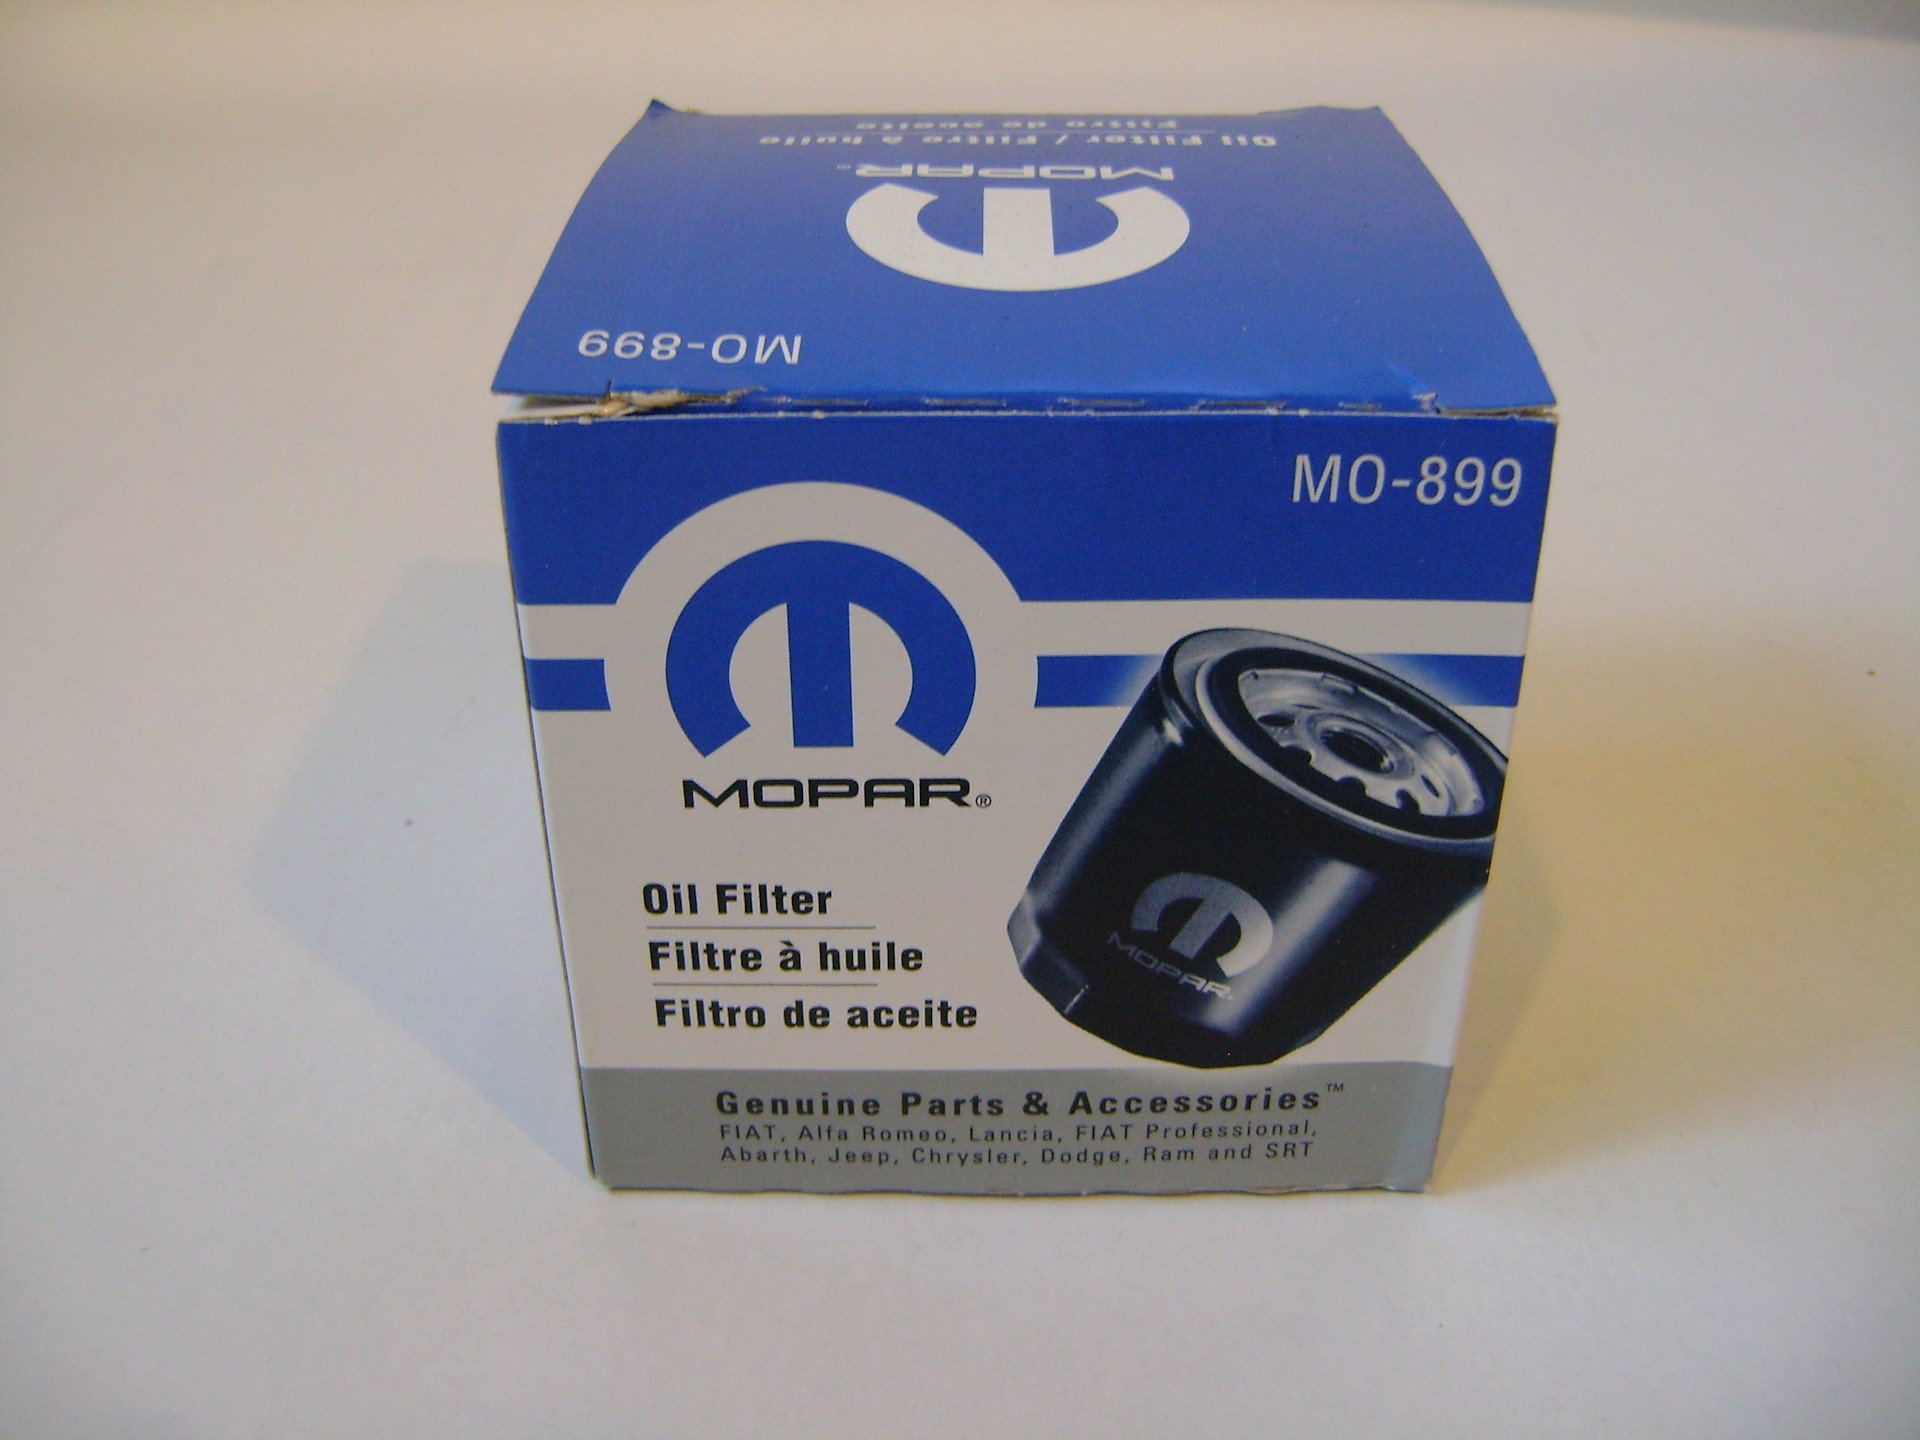 Filtro de aceite
Oil Filter / Filtre à huile
MOPAR®
MO-899
MO-899
MOPAR®
Oil Filter
Filtre à huile
Filtro de aceite
MOPAR.
Genuine Parts & Accessories™
FIAT, Alfa Romeo, Lancia, FIAT Professional,
Abarth, Jeep, Chrysler, Dodge, Ram and SRT